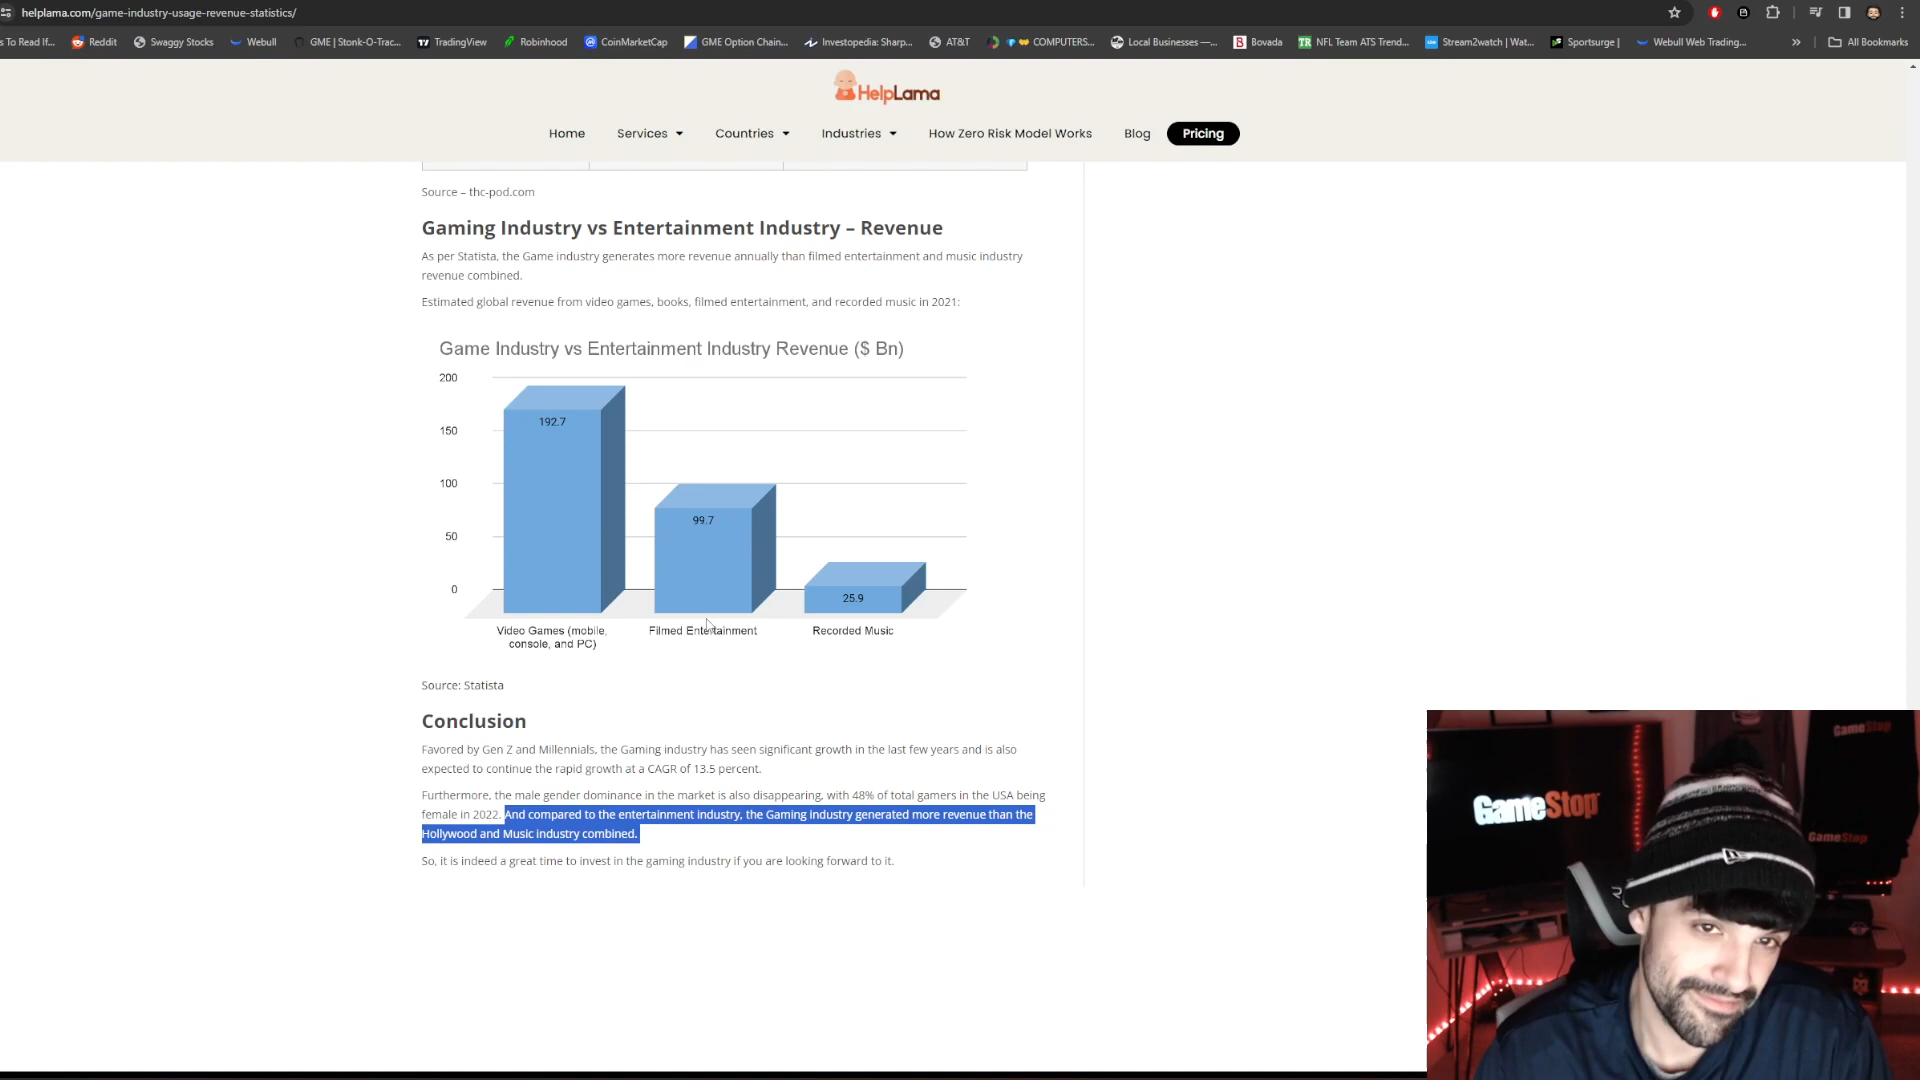 helplama.com/game-industry-usage-revenue-statistics/
s To Read If... Reddit Swaggy Stocks Webull GME | Stonk-O-Trac... TradingView Robinhood CoinMarketCap GME Option Chain... Investopedia: Sharp... AT&T COMPUTERS... Local Businesses —... Bovada NFL Team ATS Trend... Stream2watch | Wat... Sportsurge | Webull Web Trading... » All Bookmarks
HelpLama
Home Services Countries Industries How Zero Risk Model Works Blog Pricing
Source – thc-pod.com
Gaming Industry vs Entertainment Industry – Revenue
As per Statista, the Game industry generates more revenue annually than filmed entertainment and music industry
revenue combined.
Estimated global revenue from video games, books, filmed entertainment, and recorded music in 2021:
Game Industry vs Entertainment Industry Revenue ($ Bn)
200
150
100
50
0
192.7
99.7
25.9
Video Games (mobile,
console, and PC)
Filmed Entertainment
Recorded Music
Source: Statista
Conclusion
Favored by Gen Z and Millennials, the Gaming industry has seen significant growth in the last few years and is also
expected to continue the rapid growth at a CAGR of 13.5 percent.
Furthermore, the male gender dominance in the market is also disappearing, with 48% of total gamers in the USA being
female in 2022. And compared to the entertainment industry, the Gaming industry generated more revenue than the
Hollywood and Music industry combined.
So, it is indeed a great time to invest in the gaming industry if you are looking forward to it.
GameStop
GameStop
GameStop